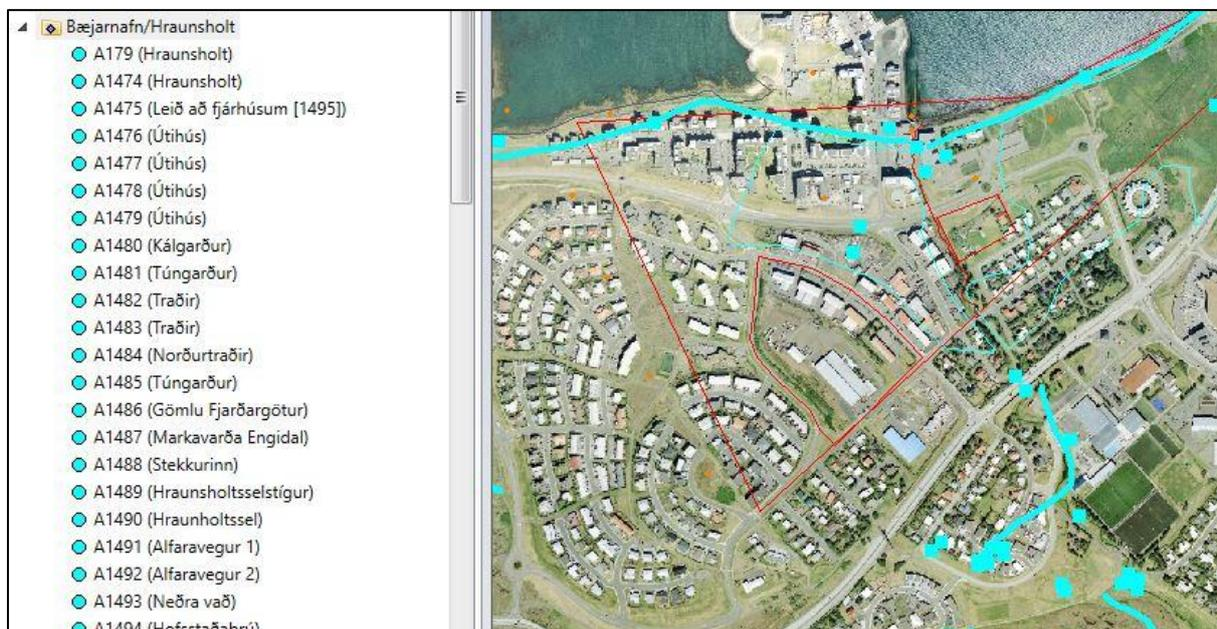 Bæjarnafn/Hraunsholt
A179 (Hraunsholt)
A1474 (Hraunsholt)
A1475 (Leið að fjárhúsum [1495])
A1476 (Útihús)
A1477 (Útihús)
A1478 (Útihús)
A1479 (Útihús)
A1480 (Kálgarður)
A1481 (Túngarður)
A1482 (Traðir)
A1483 (Traðir)
A1484 (Norðurtraðir)
A1485 (Túngarður)
A1486 (Gömlu Fjarðargötur)
A1487 (Markavarða Engidal)
A1488 (Stekkurinn)
A1489 (Hraunsholtsselstígur)
A1490 (Hraunholtssel)
A1491 (Alfaravegur 1)
A1492 (Alfaravegur 2)
A1493 (Neðra vað)
A1494 (Hofsstaðabrú)